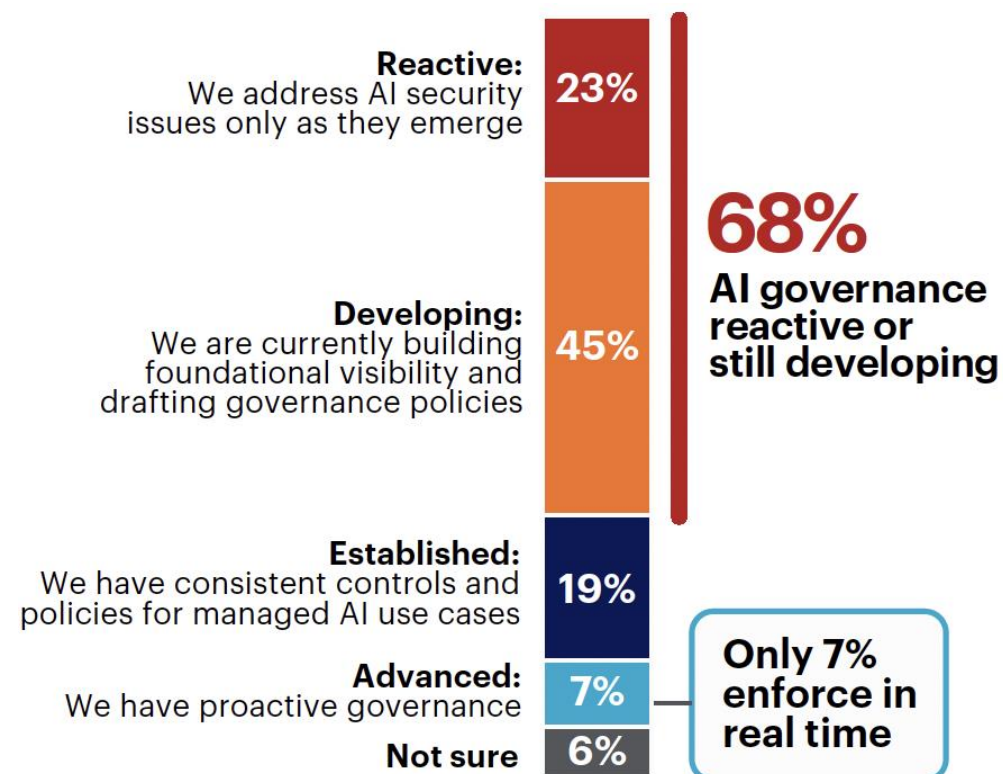 Reactive:
We address AI security
issues only as they emerge
23%
68%
AI governance
reactive or
still developing
Developing:
We are currently building
foundational visibility and
drafting governance policies
45%
Established:
We have consistent controls and
policies for managed AI use cases
19%
Advanced:
We have proactive governance
7%
Only 7%
enforce in
real time
Not sure
6%